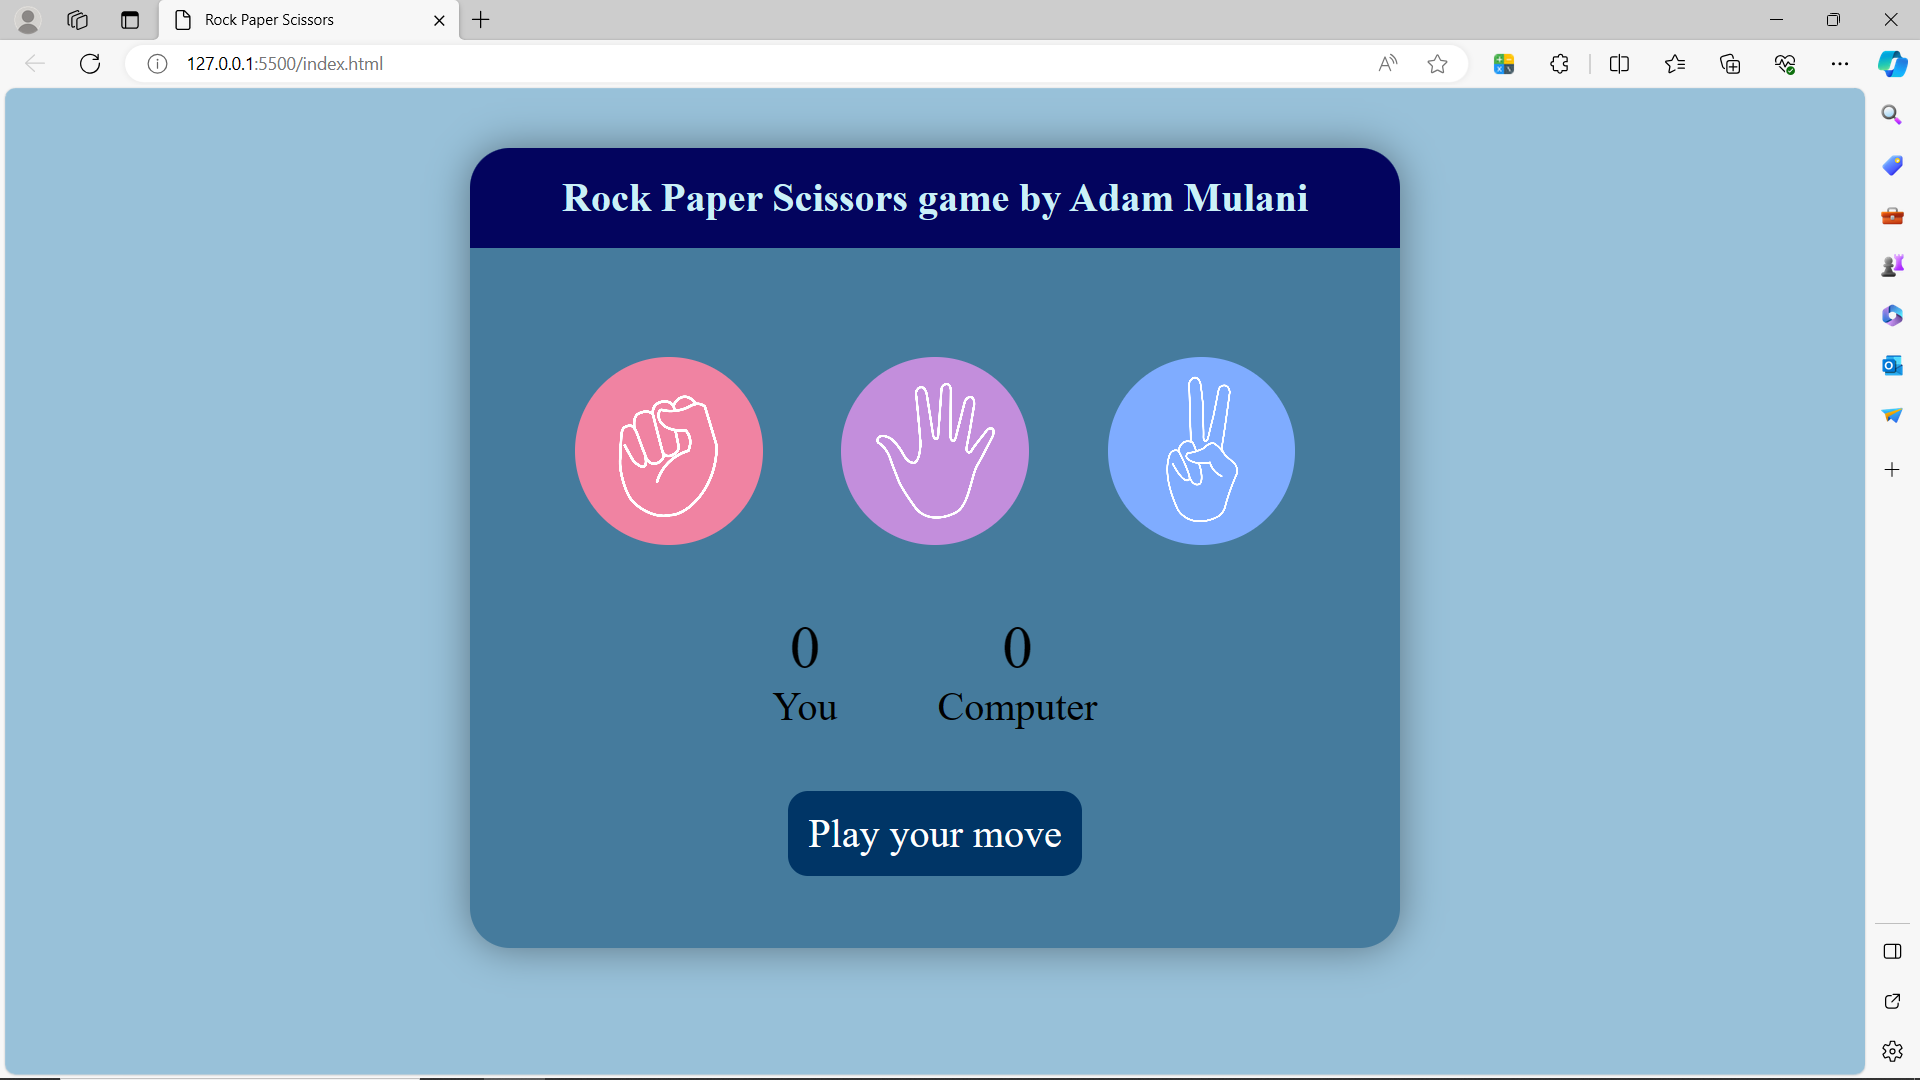 Rock Paper Scissors
127.0.0.1:5500/index.html
Rock Paper Scissors game by Adam Mulani
0 0
You Computer
Play your move